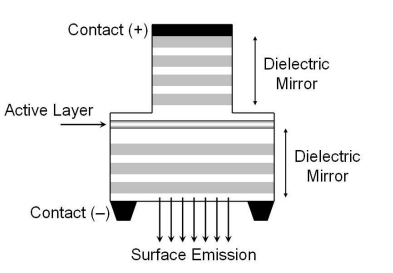 Contact (+)
Dielectric
Mirror
Active Layer
Dielectric
Mirror
Contact (–)
Surface Emission